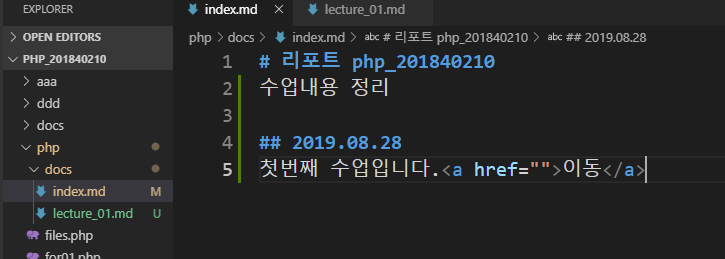 EXPLORER
index.md
lecture_01.md
OPEN EDITORS
php > docs > index.md > abc # 리포트 php_201840210 > abc ## 2019.08.28
PHP_201840210
aaa
ddd
docs
php
docs
index.md M
lecture_01.md U
files.php
for01.php
1 # 리포트 php_201840210
2 수업내용 정리
3
4 ## 2019.08.28
5 첫번째 수업입니다.<a href="">이동</a>